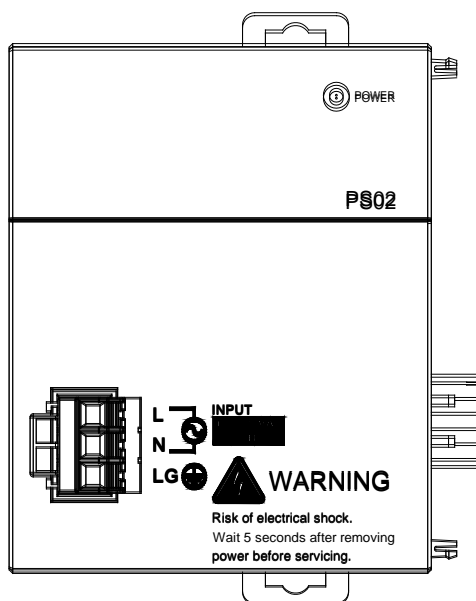 POWER
PS02
L
INPUT
N
LG
WARNING
Risk of electrical shock.
Wait 5 seconds after removing
power before servicing.